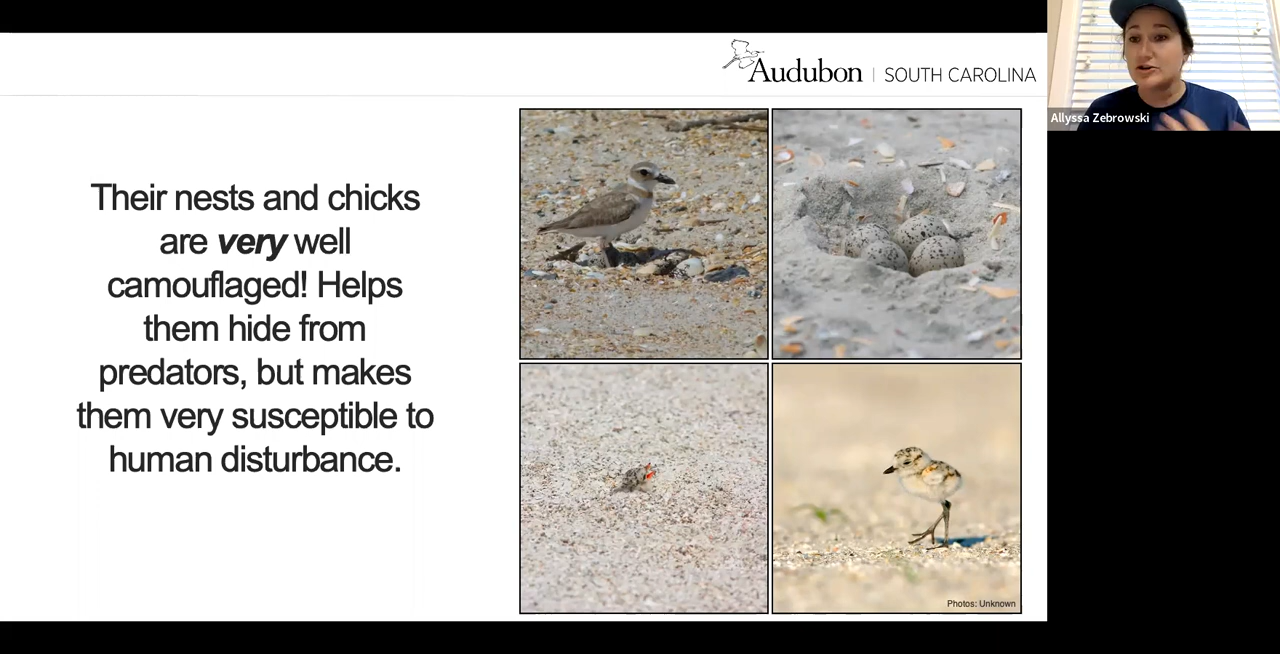 Audubon | SOUTH CAROLINA
Allyssa Zebrowski
Their nests and chicks
are very well
camouflaged! Helps
them hide from
predators, but makes
them very susceptible to
human disturbance.
Photos: Unknown